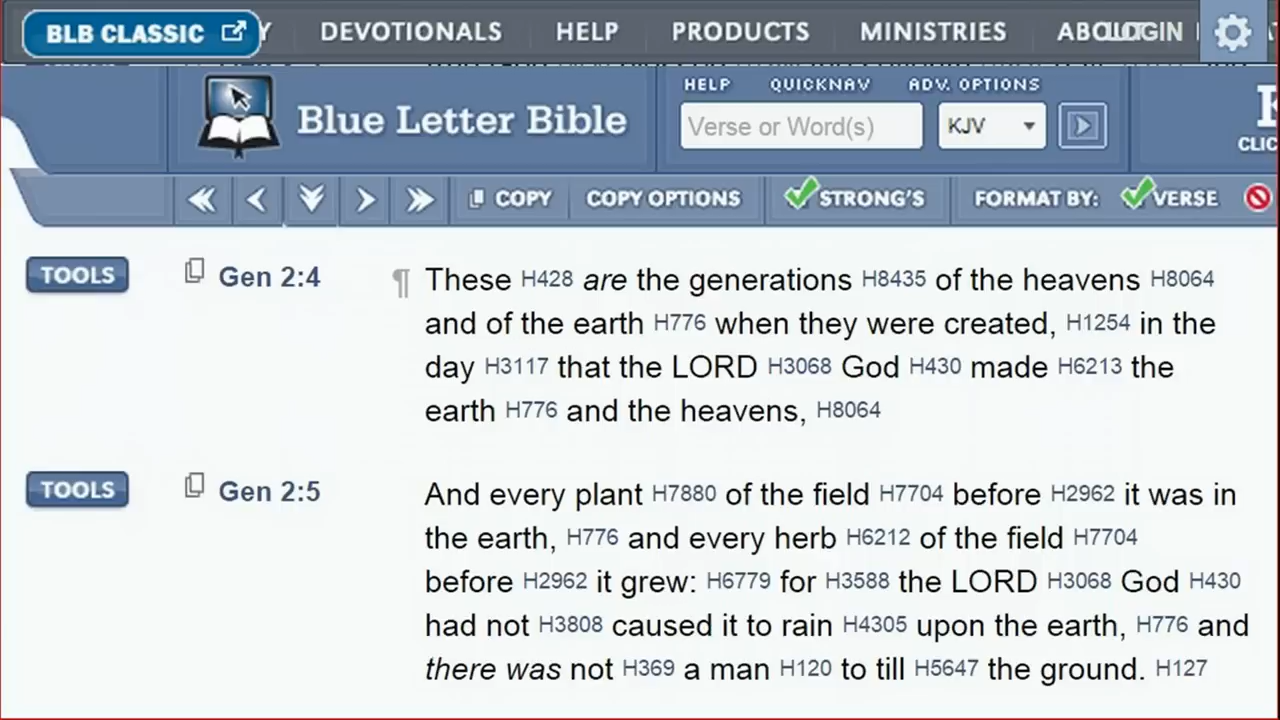 BLB CLASSIC Y DEVOTIONALS HELP PRODUCTS MINISTRIES LOGIN
HELP QUICKNAV ADV. OPTIONS
Blue Letter Bible Verse or Word(s) KJV
CLIC
COPY COPY OPTIONS STRONG'S FORMAT BY: VERSE
TOOLS Gen 2:4 ¶ These H428 are the generations H8435 of the heavens H8064
and of the earth H776 when they were created, H1254 in the
day H3117 that the LORD H3068 God H430 made H6213 the
earth H776 and the heavens, H8064
TOOLS Gen 2:5 And every plant H7880 of the field H7704 before H2962 it was in
the earth, H776 and every herb H6212 of the field H7704
before H2962 it grew: H6779 for H3588 the LORD H3068 God H430
had not H3808 caused it to rain H4305 upon the earth, H776 and
there was not H369 a man H120 to till H5647 the ground. H127